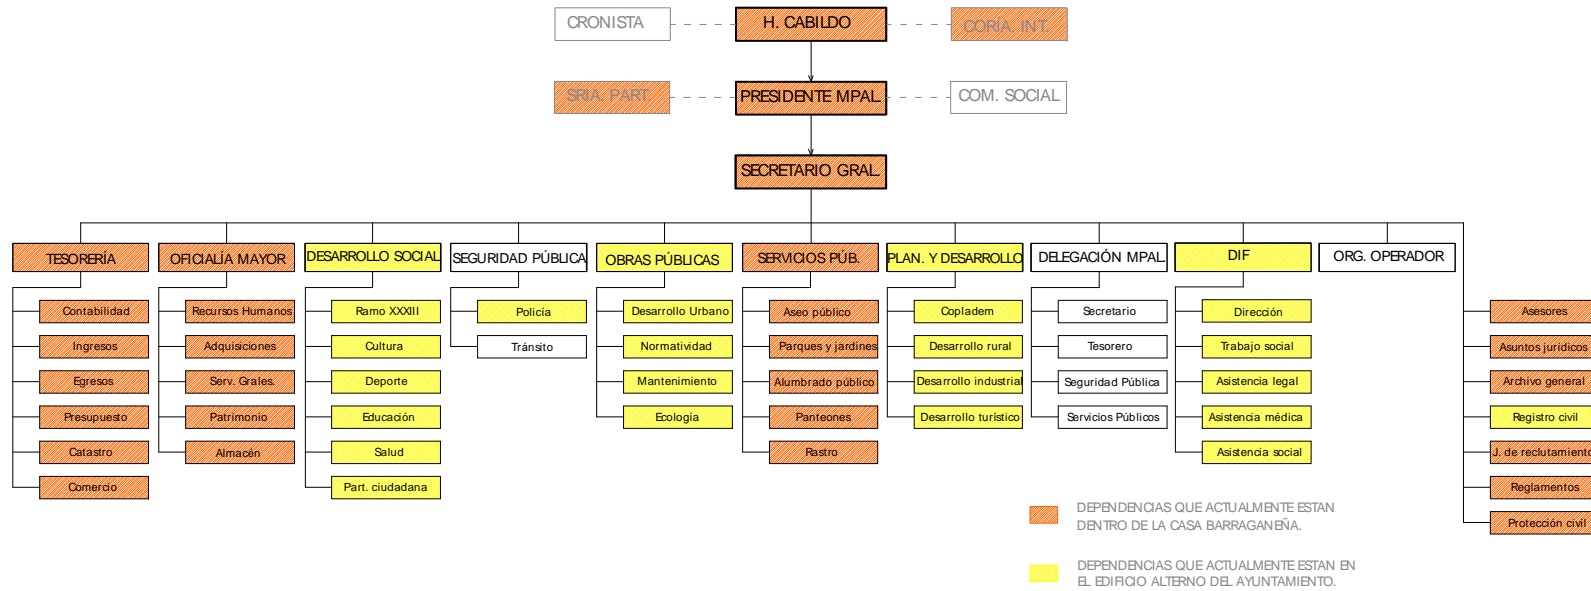 CRONISTA
H. CABILDO
CORÍA. INT.
SRIA. PART.
PRESIDENTE MPAL.
COM. SOCIAL
SECRETARIO GRAL.
TESORERÍA
OFICIALÍA MAYOR
DESARROLLO SOCIAL
SEGURIDAD PÚBLICA
OBRAS PÚBLICAS
SERVICIOS PÚB.
PLAN. Y DESARROLLO
DELEGACIÓN MPAL.
DIF
ORG. OPERADOR
Contabilidad
Ingresos
Egresos
Presupuesto
Catastro
Comercio
Recursos Humanos
Adquisiciones
Serv. Grales.
Patrimonio
Almacén
Ramo XXXIII
Cultura
Deporte
Educación
Salud
Part. ciudadana
Policía
Tránsito
Desarrollo Urbano
Normatividad
Mantenimiento
Ecología
Aseo público
Parques y jardines
Alumbrado público
Panteones
Rastro
Copladem
Desarrollo rural
Desarrollo industrial
Desarrollo turístico
Secretario
Tesorero
Seguridad Pública
Servicios Públicos
Dirección
Trabajo social
Asistencia legal
Asistencia médica
Asistencia social
Asesores
Asuntos jurídicos
Archivo general
Registro civil
J. de reclutamiento
Reglamentos
Protección civil
DEPENDENCIAS QUE ACTUALMENTE ESTAN
DENTRO DE LA CASA BARRAGANEÑA.
DEPENDENCIAS QUE ACTUALMENTE ESTAN EN
EL EDIFICIO ALTERNO DEL AYUNTAMIENTO.